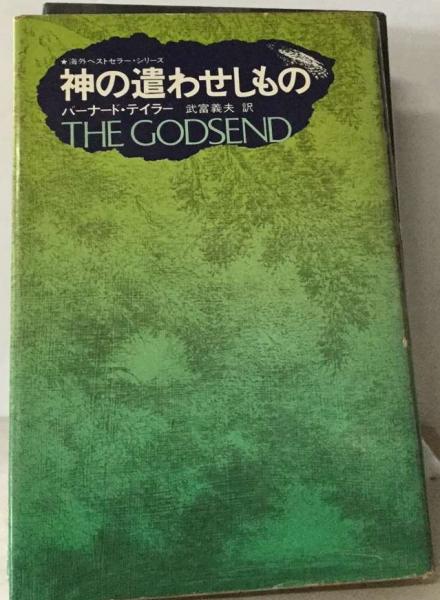 ★海外ベストセラー・シリーズ
神の遣わせしもの
バーナード・テイラー 武富義夫 訳
THE GODSEND